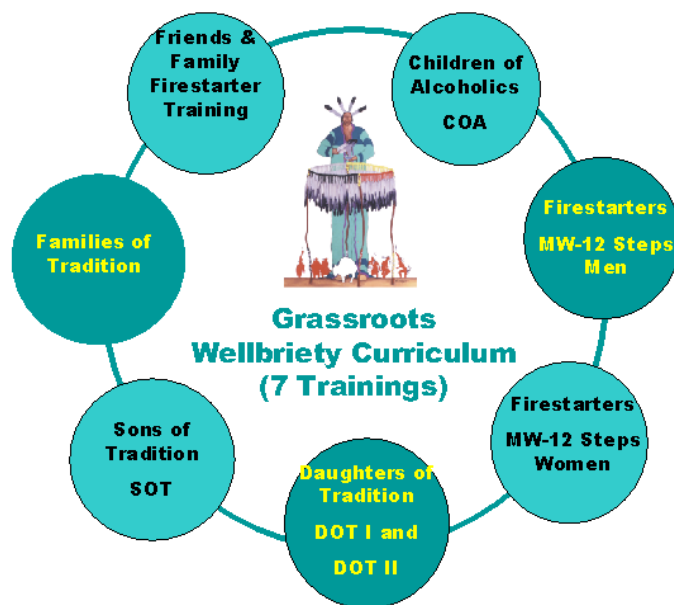 Friends &
Family
Firestarter
Training
Children of
Alcoholics
COA
Families of
Tradition
Firestarters
MW-12 Steps
Men
Grassroots
Wellbriety Curriculum
(7 Trainings)
Sons of
Tradition
SOT
Firestarters
MW-12 Steps
Women
Daughters of
Tradition
DOT I and
DOT II